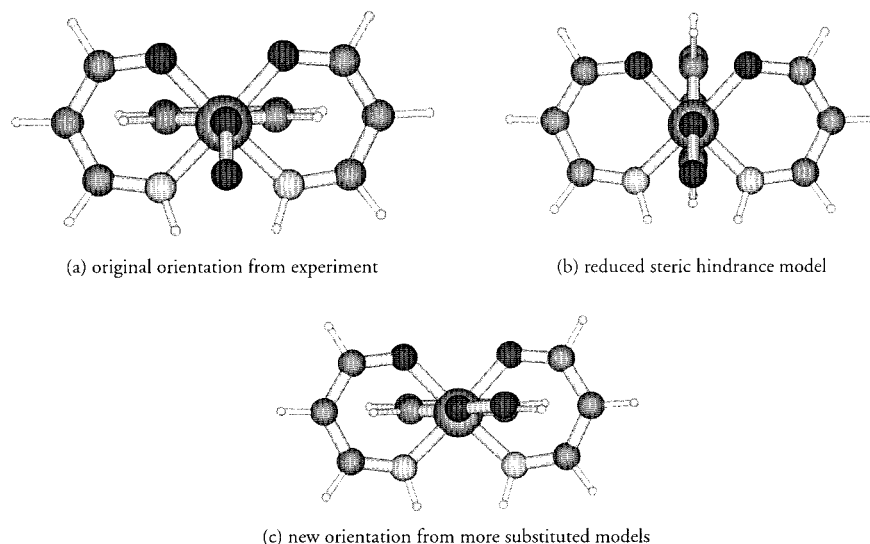 (a) original orientation from experiment
(b) reduced steric hindrance model
(c) new orientation from more substituted models